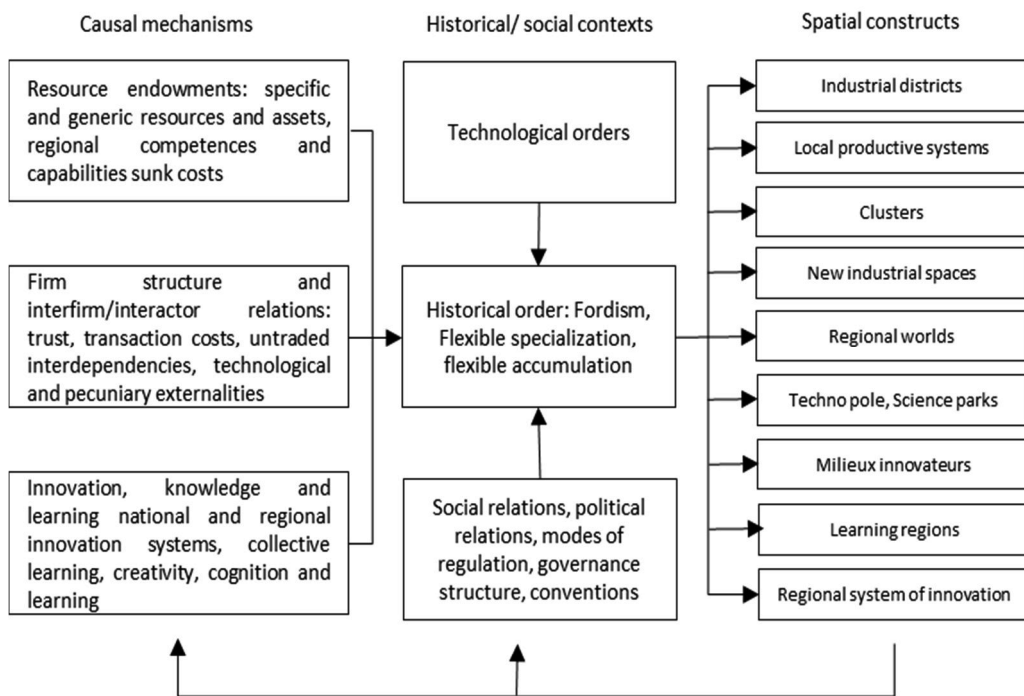 Causal mechanisms
Resource endowments: specific
and generic resources and assets,
regional competences and
capabilities sunk costs
Firm structure and
interfirm/interactor relations:
trust, transaction costs, untraded
interdependencies, technological
and pecuniary externalities
Innovation, knowledge and
learning national and regional
innovation systems, collective
learning, creativity, cognition and
learning
Historical/ social contexts
Technological orders
Historical order: Fordism,
Flexible specialization,
flexible accumulation
Social relations, political
relations, modes of
regulation, governance
structure, conventions
Spatial constructs
Industrial districts
Local productive systems
Clusters
New industrial spaces
Regional worlds
Techno pole, Science parks
Milieux innovateurs
Learning regions
Regional system of innovation